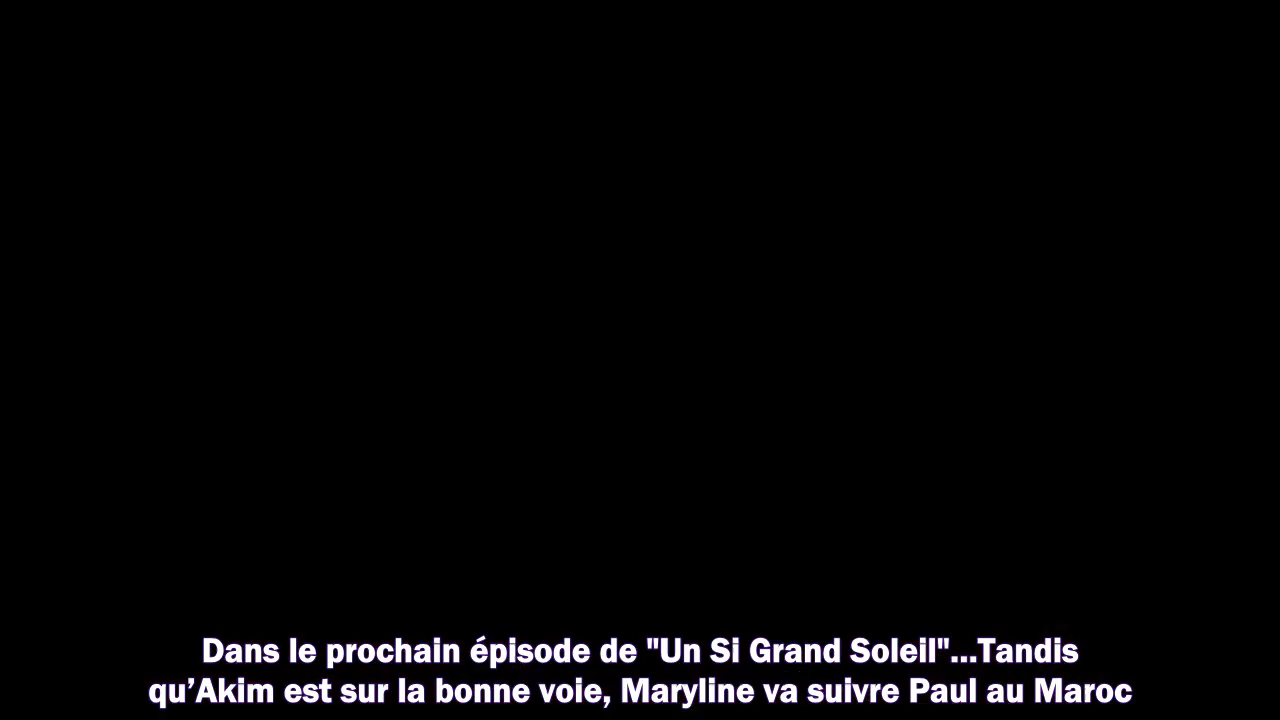 Dans le prochain épisode de "Un Si Grand Soleil"...Tandis
qu’Akim est sur la bonne voie, Maryline va suivre Paul au Maroc